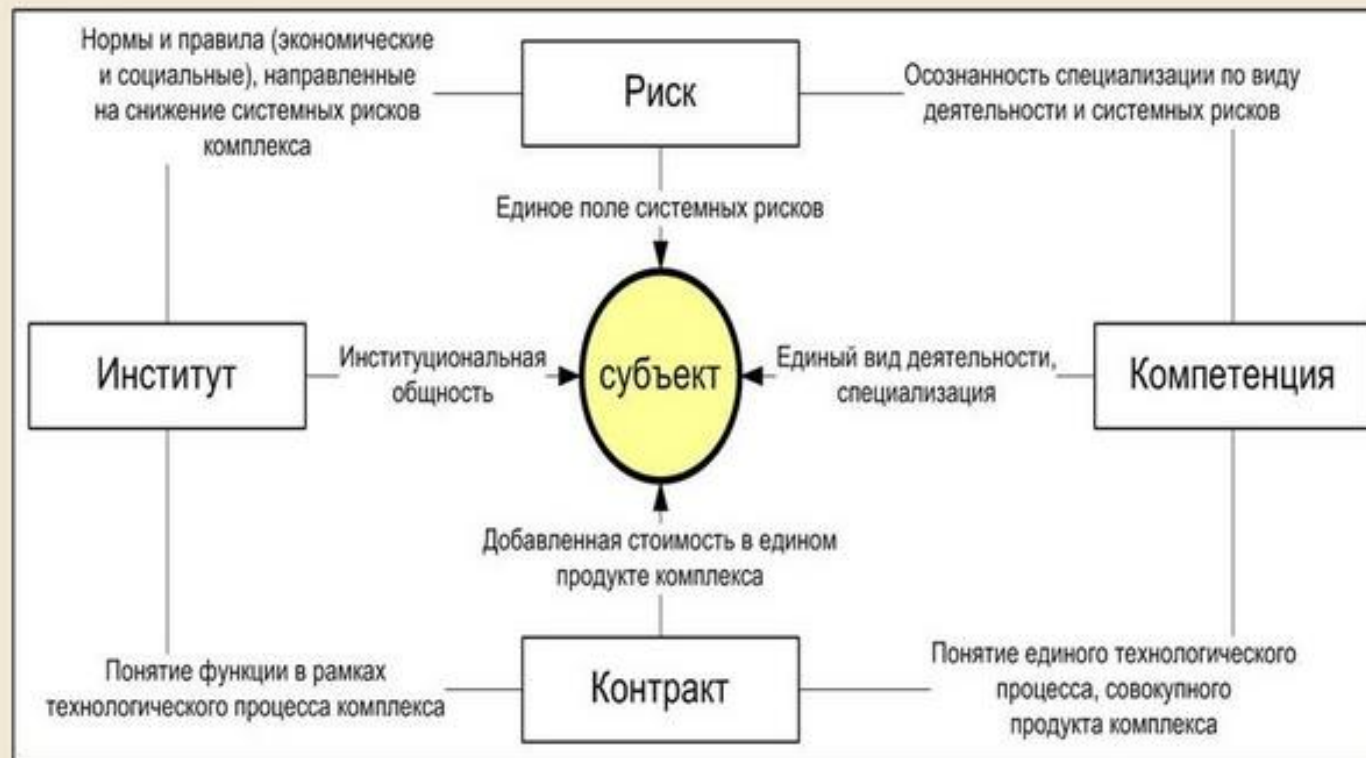 Нормы и правила (экономические
и социальные), направленные
на снижение системных рисков
комплекса
Риск
Осознанность специализации по виду
деятельности и системных рисков
Единое поле системных рисков
Институт
Институциональная
общность
субъект
Единый вид деятельности,
специализация
Компетенция
Добавленная стоимость в едином
продукте комплекса
Понятие функции в рамках
технологического процесса комплекса
Контракт
Понятие единого технологического
процесса, совокупного
продукта комплекса